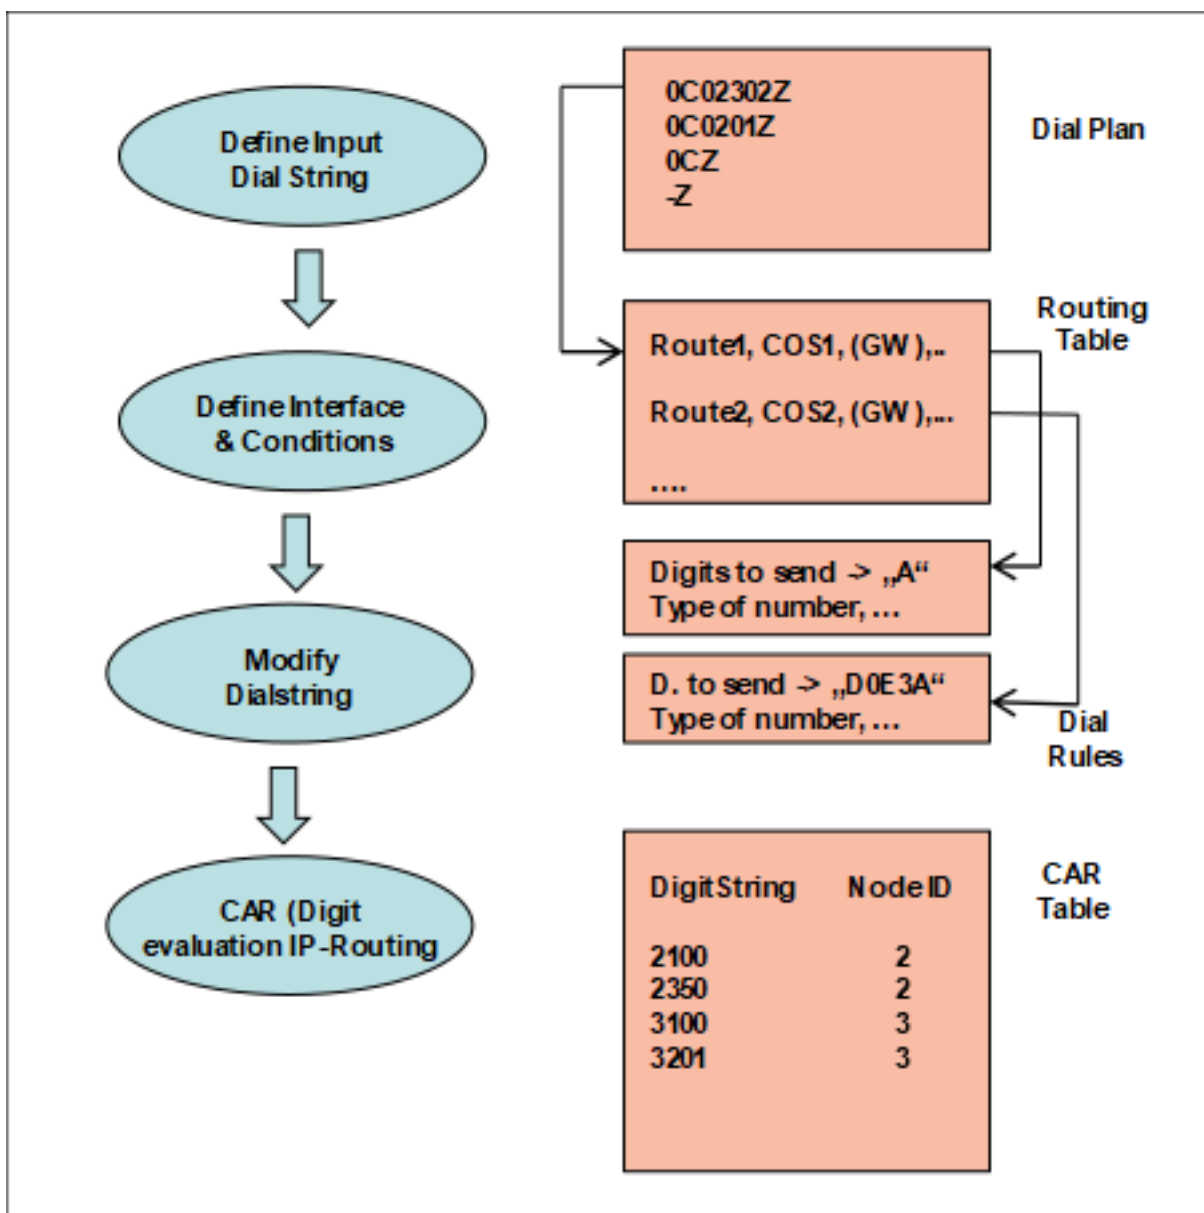 Define Input
Dial String
0C02302Z
0C0201Z
0CZ
-Z
Dial Plan
Define Interface
& Conditions
Route1, COS1, (GW ),..
Route2, COS2, (GW ),...
....
Routing
Table
Modify
Dialstring
Digits to send -> „A“
Type of number, ...
D. to send -> „D0E3A“
Type of number, ...
Dial
Rules
CAR (Digit
evaluation IP-Routing
Digit String Node ID
2100 2
2350 2
3100 3
3201 3
CAR
Table